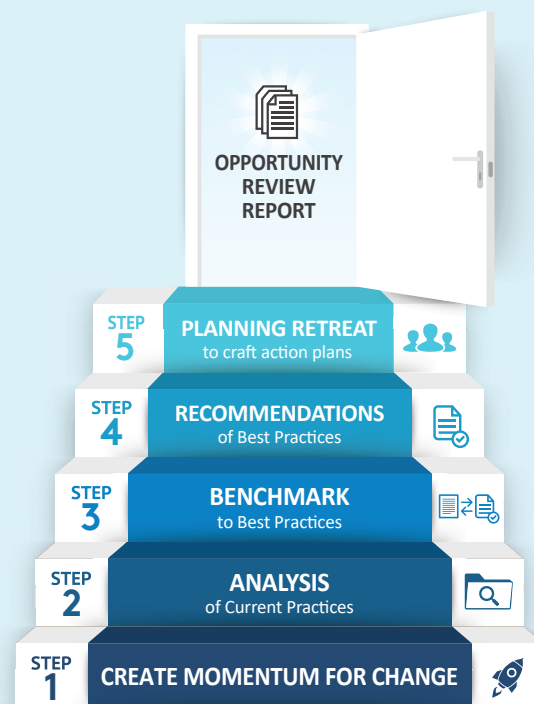 OPPORTUNITY
REVIEW
REPORT
STEP
5
PLANNING RETREAT
to craft action plans
STEP
4
RECOMMENDATIONS
of Best Practices
STEP
3
BENCHMARK
to Best Practices
STEP
2
ANALYSIS
of Current Practices
STEP
1
CREATE MOMENTUM FOR CHANGE